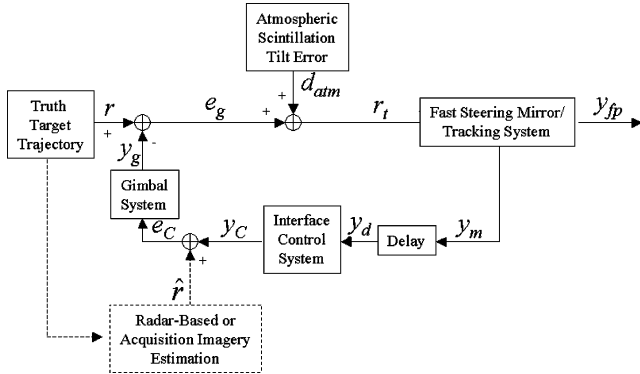 Atmospheric
Scintillation
Tilt Error
+
d_atm
Truth
Target
Trajectory
r
+
e_g
+
r_t
Fast Steering Mirror/
Tracking System
y_fp
y_g
-
Gimbal
System
e_C
y_C
Interface
Control
System
y_d
Delay
y_m
+
r̂
Radar-Based or
Acquisition Imagery
Estimation